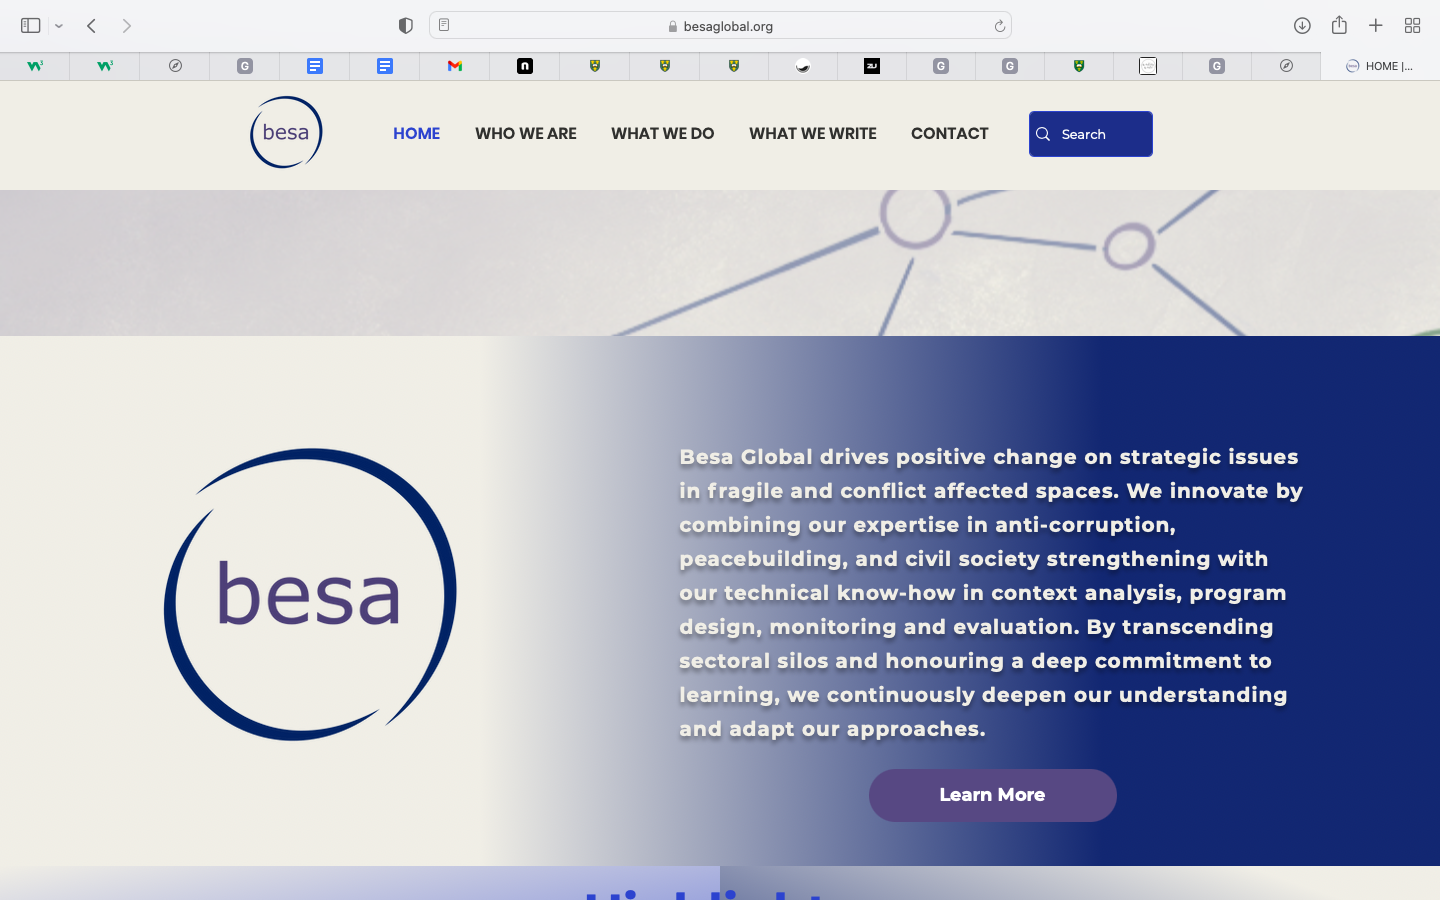 besaglobal.org
HOME |...
besa
HOME
WHO WE ARE
WHAT WE DO
WHAT WE WRITE
CONTACT
Search
besa
Besa Global drives positive change on strategic issues
in fragile and conflict affected spaces. We innovate by
combining our expertise in anti-corruption,
peacebuilding, and civil society strengthening with
our technical know-how in context analysis, program
design, monitoring and evaluation. By transcending
sectoral silos and honouring a deep commitment to
learning, we continuously deepen our understanding
and adapt our approaches.
Learn More